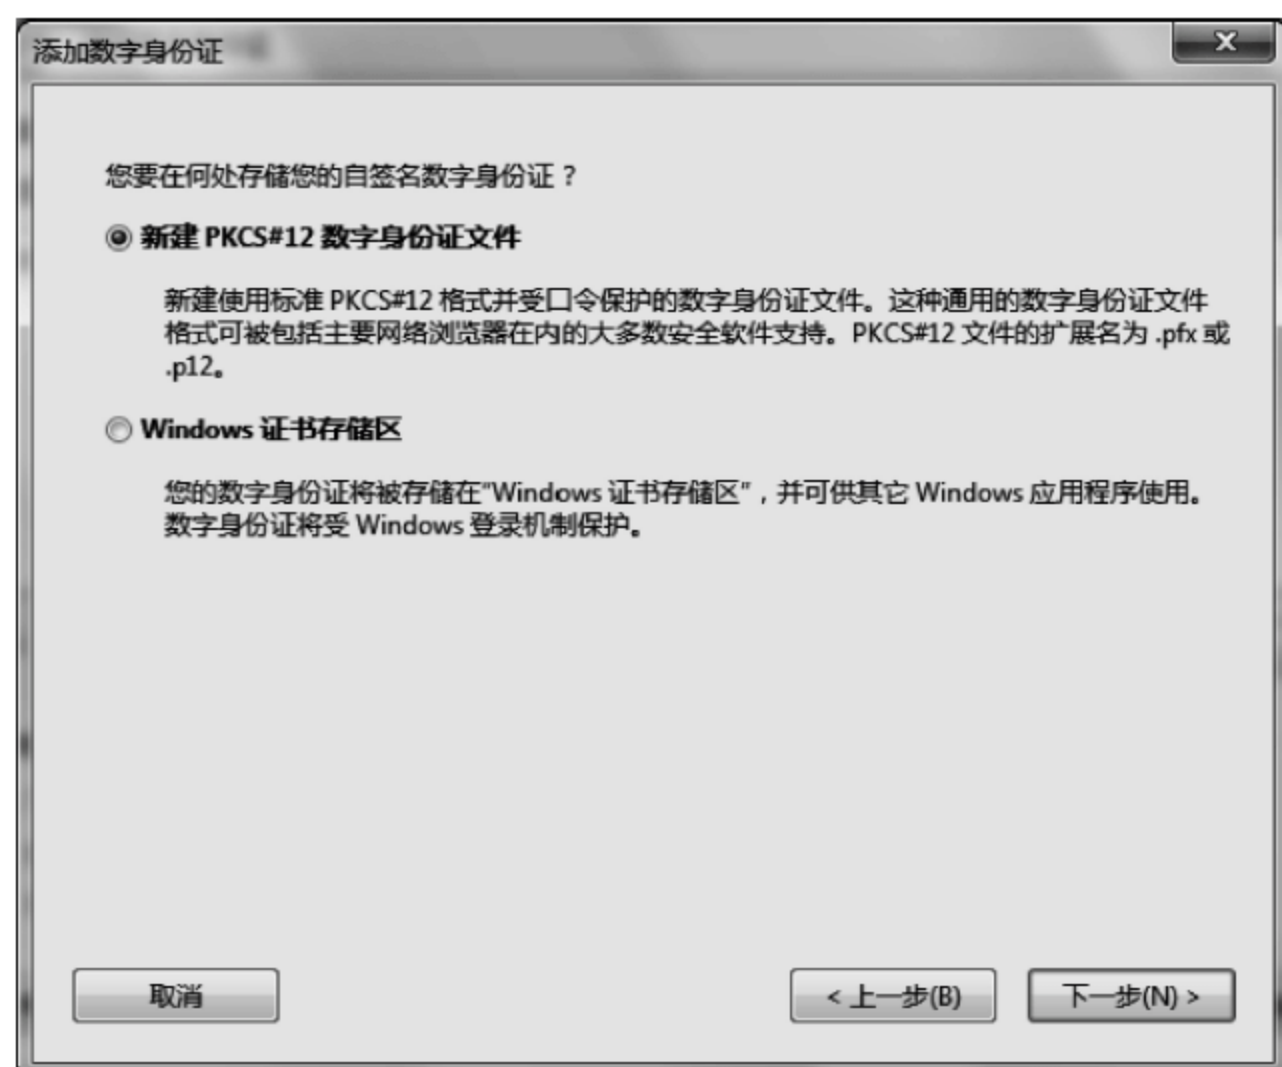 添加数字身份证
您要在何处存储您的自签名数字身份证？
新建 PKCS#12 数字身份证文件
新建使用标准 PKCS#12 格式并受口令保护的数字身份证文件。这种通用的数字身份证文件
格式可被包括主要网络浏览器在内的大多数安全软件支持。PKCS#12 文件的扩展名为 .pfx 或
.p12。
Windows 证书存储区
您的数字身份证将被存储在"Windows 证书存储区"，并可供其它 Windows 应用程序使用。
数字身份证将受 Windows 登录机制保护。
取消
< 上一步(B)
下一步(N) >